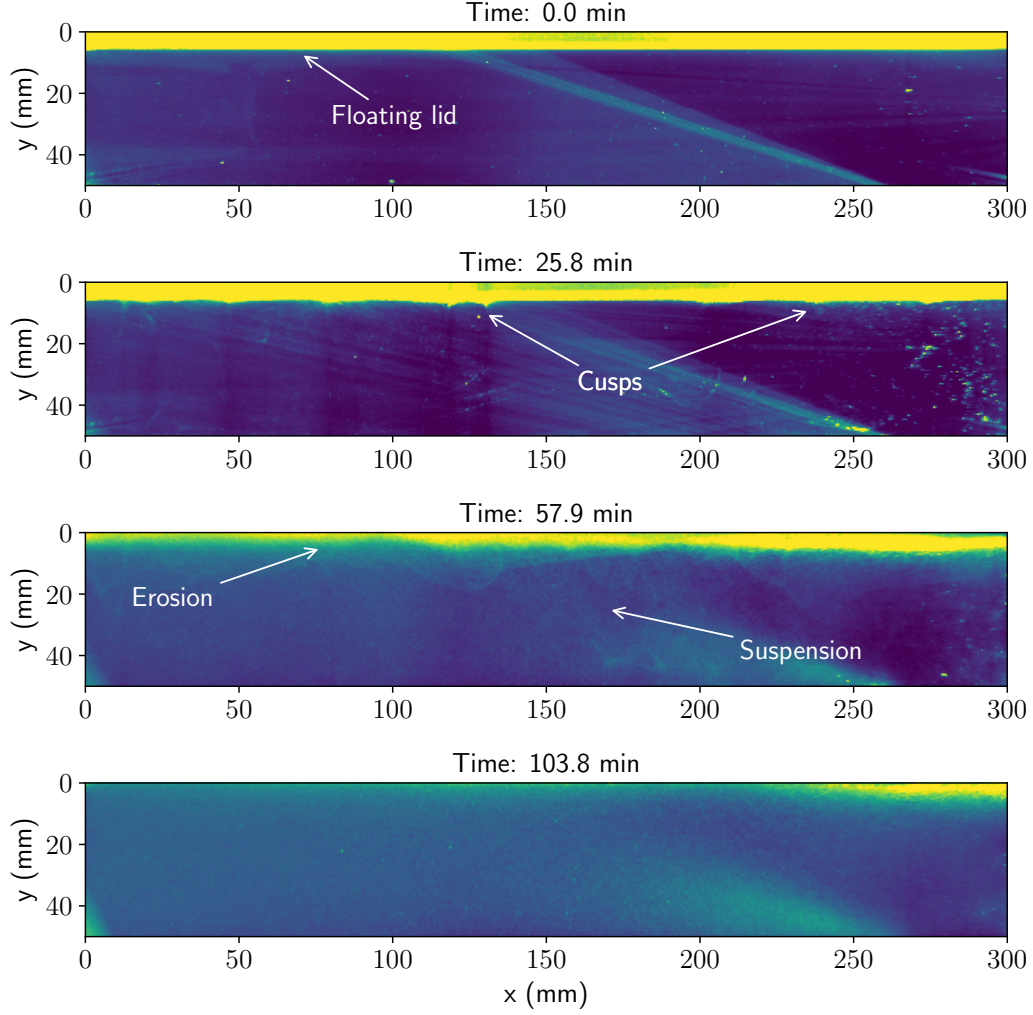 Time: 0.0 min
0
20
40
y (mm)
Floating lid
0 50 100 150 200 250 300
Time: 25.8 min
0
20
40
y (mm)
Cusps
0 50 100 150 200 250 300
Time: 57.9 min
0
20
40
y (mm)
Erosion
Suspension
0 50 100 150 200 250 300
Time: 103.8 min
0
20
40
y (mm)
0 50 100 150 200 250 300
x (mm)